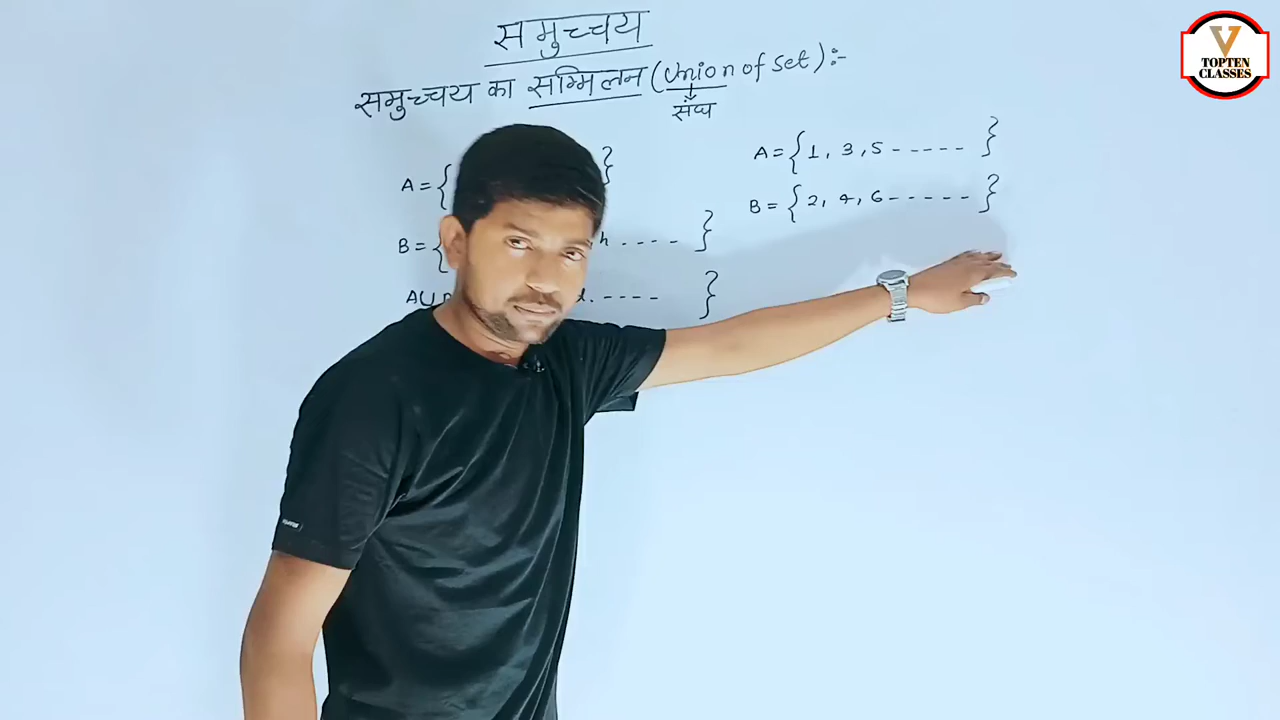 समुच्चय
समुच्चय का सम्मिलन (Union of set) :-
संघ
A = {
}
B = {
h . - - - }
AU
d. - - - - }
A = { 1, 3, 5 - - - - - }
B = { 2, 4, 6 - - - - - }
V
TOPTEN
CLASSES